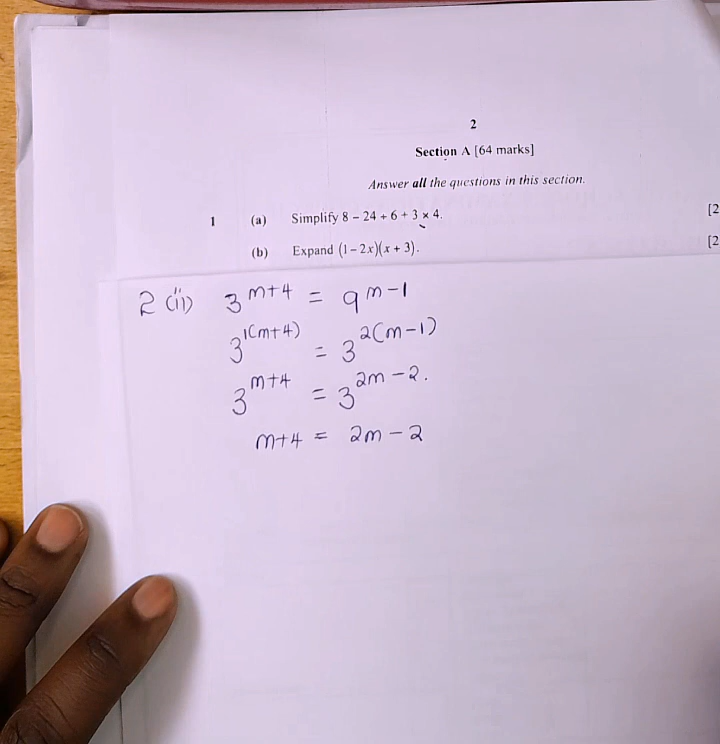 2
Section A [64 marks]
Answer all the questions in this section.
1 (a) Simplify 8 – 24 ÷ 6 + 3 × 4. [2
(b) Expand (1 – 2x)(x + 3). [2
2 (ii) 3^{m+4} = 9^{m-1}
3^{1(m+4)} = 3^{2(m-1)}
3^{m+4} = 3^{2m-2}.
m+4 = 2m-2